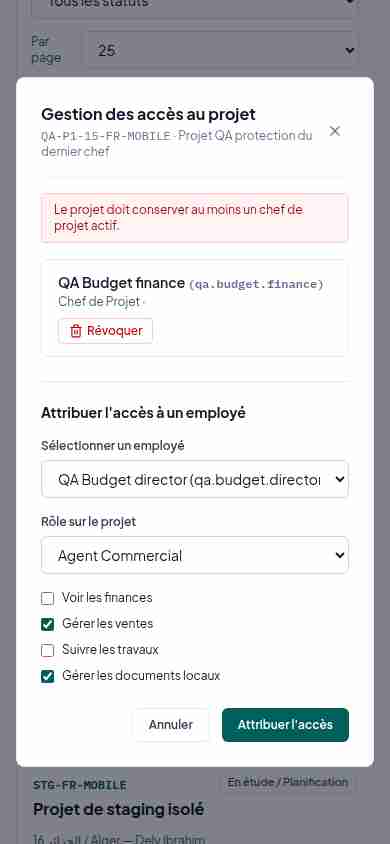 Tous les statuts
Par
page
25
Gestion des accès au projet
QA-P1-15-FR-MOBILE · Projet QA protection du
dernier chef
Le projet doit conserver au moins un chef de
projet actif.
QA Budget finance (qa.budget.finance)
Chef de Projet ·
Révoquer
Attribuer l'accès à un employé
Sélectionner un employé
QA Budget director (qa.budget.director
Rôle sur le projet
Agent Commercial
Voir les finances
Gérer les ventes
Suivre les travaux
Gérer les documents locaux
Annuler
Attribuer l'accès
STG-FR-MOBILE
En étude / Planification
Projet de staging isolé
16 الجزائر / Alger — Dely Ibrahim